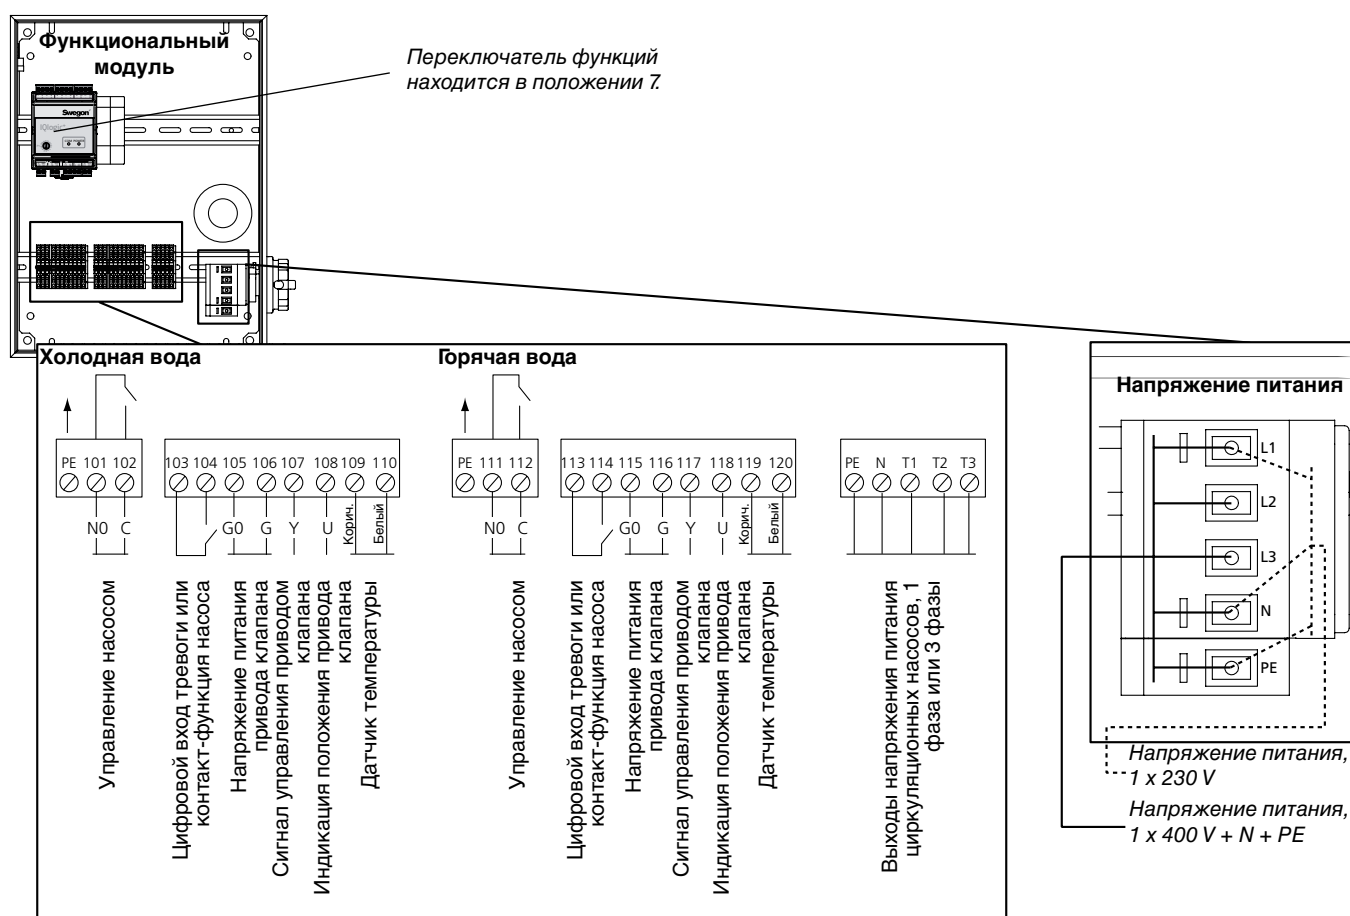 Функциональный
модуль
Переключатель функций
находится в положении 7.
Swegon
Холодная вода
Горячая вода
Напряжение питания
PE 101 102
103 104 105 106 107 108 109 110
PE 111 112
113 114 115 116 117 118 119 120
PE N T1 T2 T3
N0 C
G0 G Y U Корич. Белый
N0 C
G0 G Y U Корич. Белый
L1
L2
L3
N
PE
Управление насосом
Цифровой вход тревоги или
контакт-функция насоса
Напряжение питания
привода клапана
Сигнал управления приводом
клапана
Индикация положения привода
клапана
Датчик температуры
Управление насосом
Цифровой вход тревоги или
контакт-функция насоса
Напряжение питания
привода клапана
Сигнал управления приводом
клапана
Индикация положения привода
клапана
Датчик температуры
Выходы напряжения питания
циркуляционных насосов, 1
фаза или 3 фазы
Напряжение питания,
1 x 230 V
Напряжение питания,
1 x 400 V + N + PE